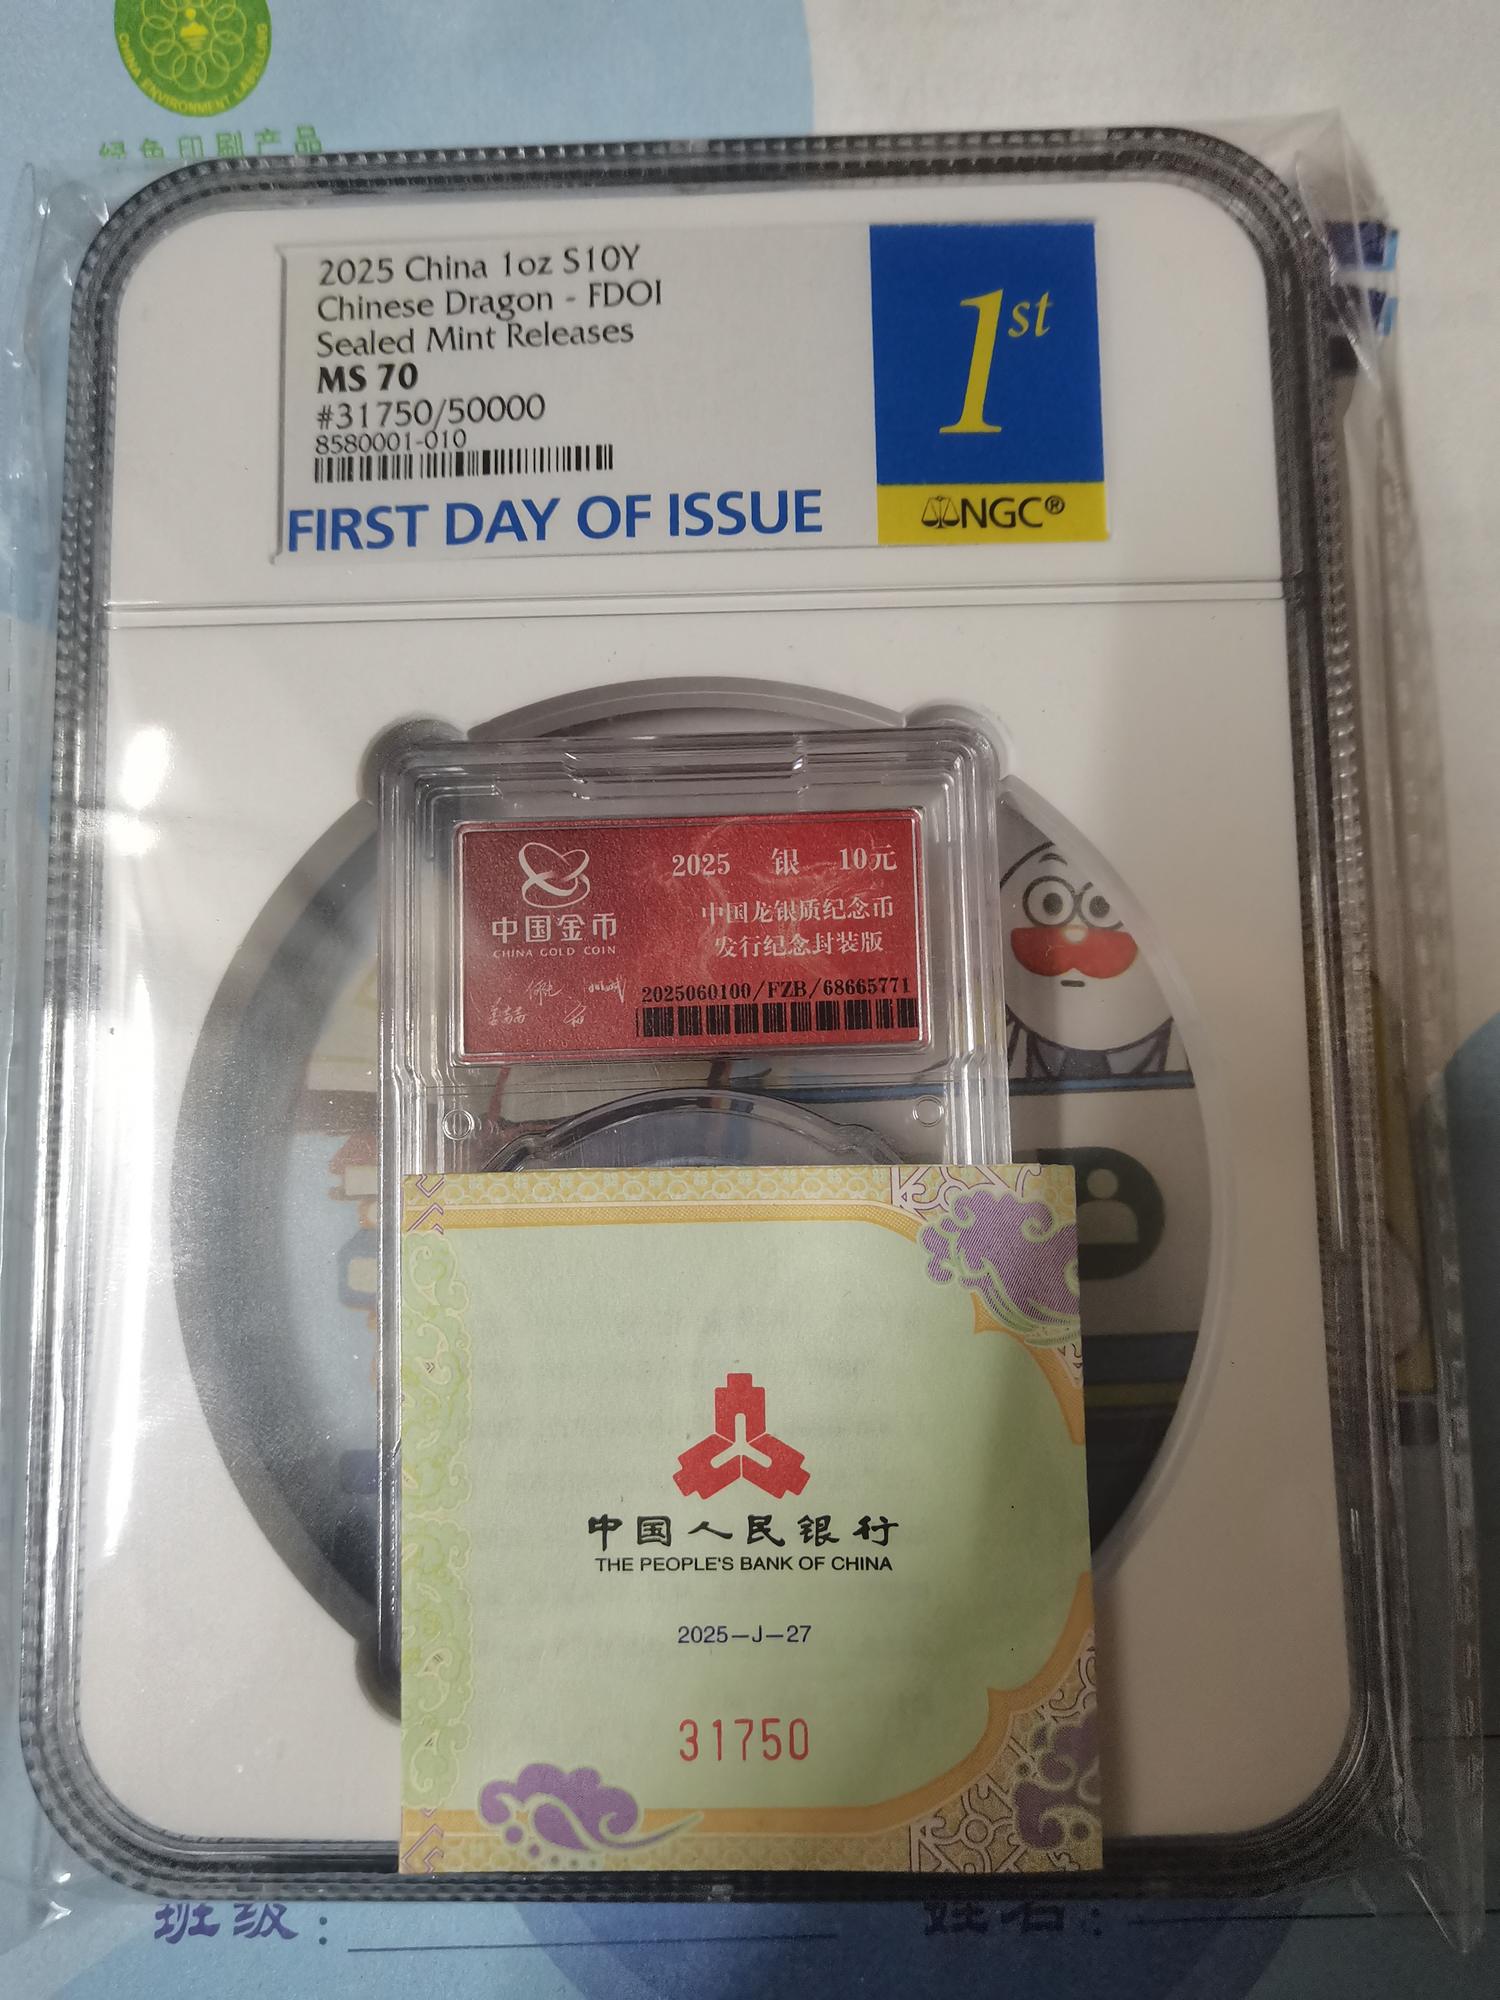 CHINA ENVIRONMENT LABELLING
绿色印刷产品
2025 China 1oz S10Y
Chinese Dragon - FDOI
Sealed Mint Releases
MS 70
#31750/50000
8580001-010
FIRST DAY OF ISSUE
1st
NGC®
中国金币
CHINA GOLD COIN
2025 银 10元
中国龙银质纪念币
发行纪念封装版
2025060100/FZB/68665771
中国人民银行
THE PEOPLE'S BANK OF CHINA
2025—J—27
31750
班级:
姓名: